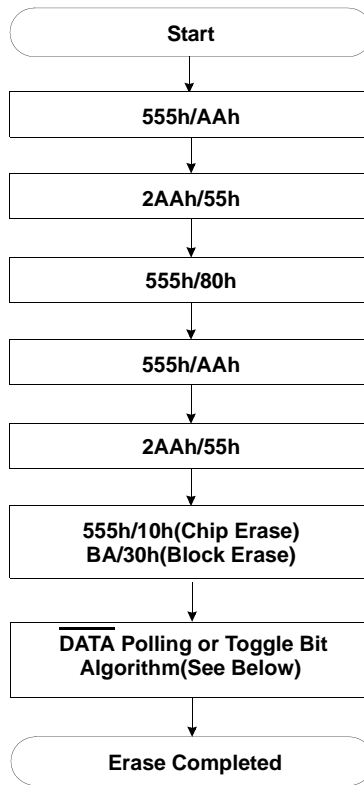 Start
555h/AAh
2AAh/55h
555h/80h
555h/AAh
2AAh/55h
555h/10h(Chip Erase)
BA/30h(Block Erase)
DATA Polling or Toggle Bit
Algorithm(See Below)
Erase Completed